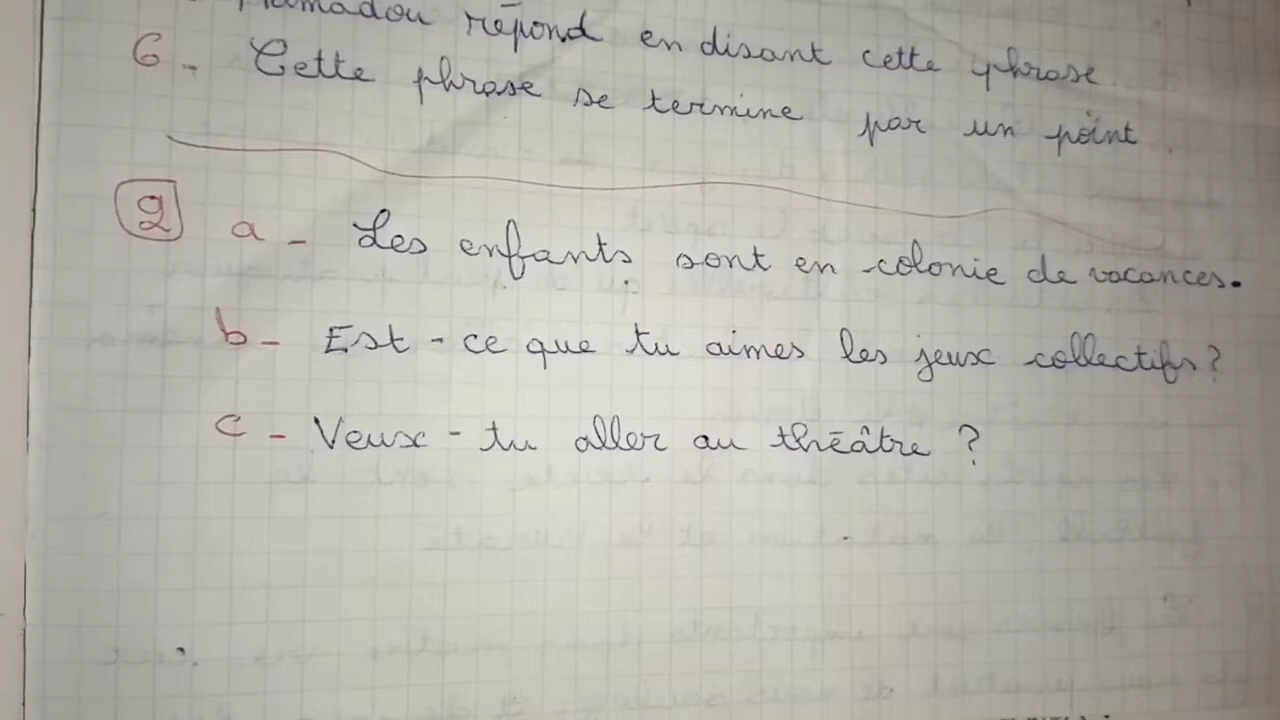 Mamadou répond en disant cette phrase
6 - Cette phrase se termine par un point.
2 a - Les enfants sont en colonie de vacances.
b - Est-ce que tu aimes les jeux collectifs?
c - Veux-tu aller au théâtre ?